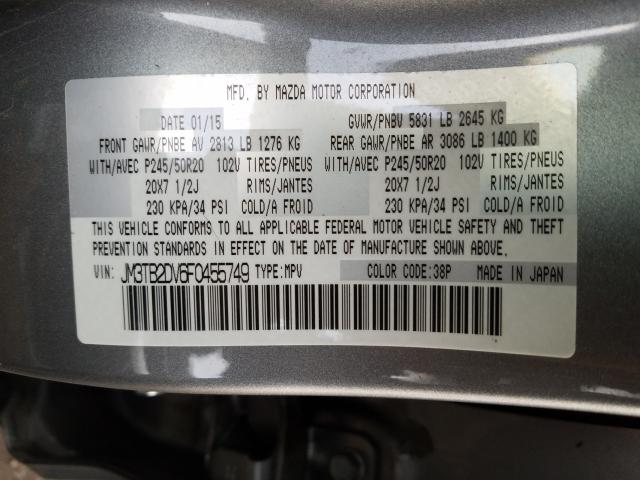 MFD. BY MAZDA MOTOR CORPORATION
DATE 01/15 GVWR/PNBV 5831 LB 2645 KG
FRONT GAWR/PNBE AV 2813 LB 1276 KG REAR GAWR/PNBE AR 3086 LB 1400 KG
WITH/AVEC P245/50R20 102V TIRES/PNEUS WITH/AVEC P245/50R20 102V TIRES/PNEUS
20X7 1/2J RIMS/JANTES 20X7 1/2J RIMS/JANTES
230 KPA/34 PSI COLD/A FROID 230 KPA/34 PSI COLD/A FROID
THIS VEHICLE CONFORMS TO ALL APPLICABLE FEDERAL MOTOR VEHICLE SAFETY AND THEFT
PREVENTION STANDARDS IN EFFECT ON THE DATE OF MANUFACTURE SHOWN ABOVE.
VIN: JM3TB2DV6F0455749 TYPE:MPV COLOR CODE:38P MADE IN JAPAN